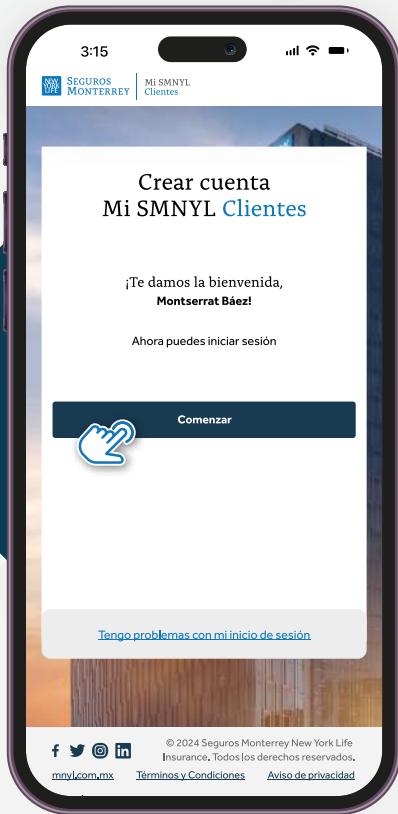 3:15
NEW YORK LIFE
SEGUROS MONTERREY
Mi SMNYL Clientes
Crear cuenta
Mi SMNYL Clientes
¡Te damos la bienvenida,
Montserrat Báez!
Ahora puedes iniciar sesión
Comenzar
Tengo problemas con mi inicio de sesión
© 2024 Seguros Monterrey New York Life
Insurance. Todos los derechos reservados.
mnyl.com.mx Términos y Condiciones Aviso de privacidad